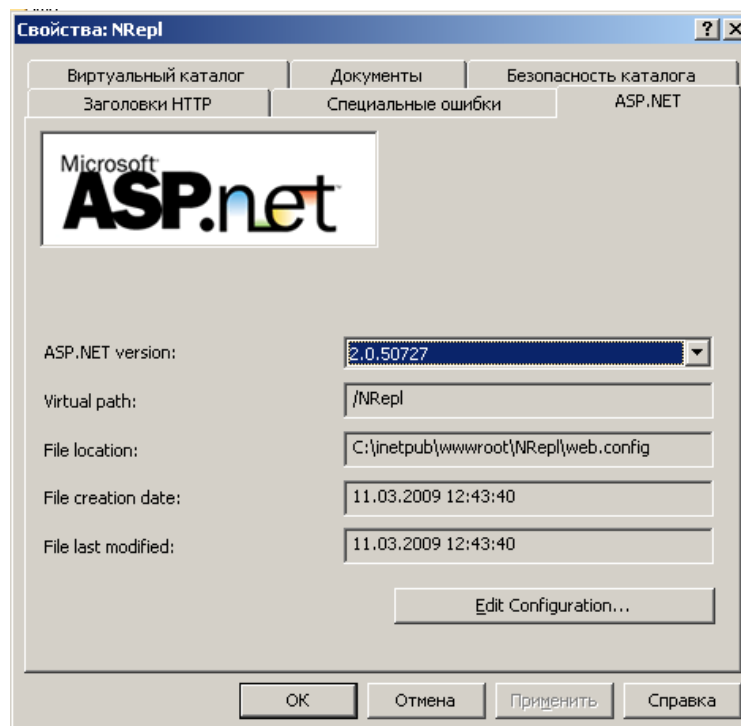 Свойства: NRepl
Виртуальный каталог Документы Безопасность каталога
Заголовки HTTP Специальные ошибки ASP.NET
Microsoft
ASP.net
ASP.NET version: 2.0.50727
Virtual path: /NRepl
File location: C:\inetpub\wwwroot\NRepl\web.config
File creation date: 11.03.2009 12:43:40
File last modified: 11.03.2009 12:43:40
Edit Configuration...
OK Отмена Применить Справка